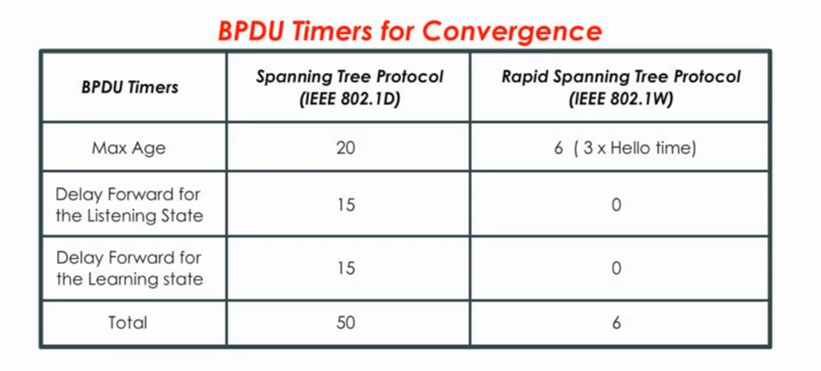 BPDU Timers for Convergence
BPDU Timers
Spanning Tree Protocol
(IEEE 802.1D)
Rapid Spanning Tree Protocol
(IEEE 802.1W)
Max Age
20
6 ( 3 x Hello time)
Delay Forward for
the Listening State
15
0
Delay Forward for
the Learning state
15
0
Total
50
6